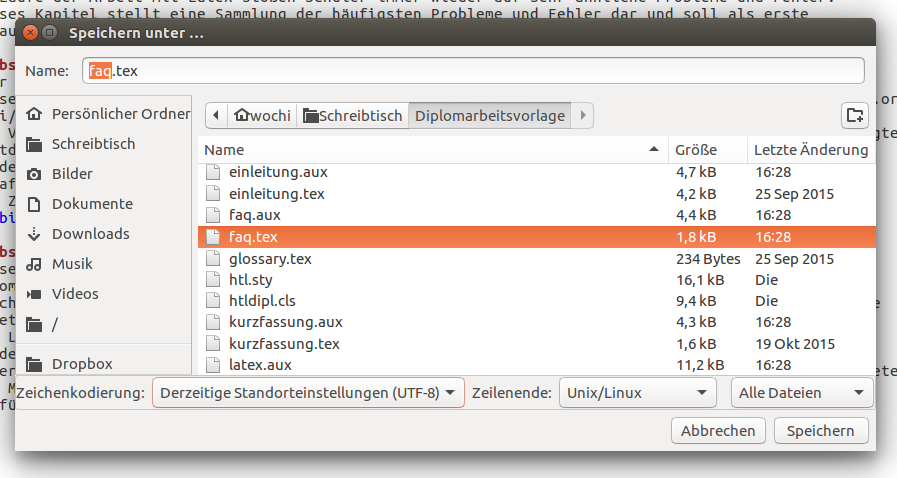 ses Kapitel stellt eine Sammlung der häufigsten Probleme und Fehler dar und soll als erste
Speichern unter ...
Name: faq.tex
wochi Schreibtisch Diplomarbeitsvorlage
Persönlicher Ordner
Schreibtisch
Bilder
Dokumente
Downloads
Musik
Videos
/
Dropbox
Name Größe Letzte Änderung
einleitung.aux 4,7 kB 16:28
einleitung.tex 4,2 kB 25 Sep 2015
faq.aux 4,4 kB 16:28
faq.tex 1,8 kB 16:28
glossary.tex 234 Bytes 25 Sep 2015
htl.sty 16,1 kB Die
htldipl.cls 9,4 kB Die
kurzfassung.aux 4,3 kB 16:28
kurzfassung.tex 1,6 kB 19 Okt 2015
latex.aux 11,2 kB 16:28
Zeichenkodierung: Derzeitige Standorteinstellungen (UTF-8) Zeilenende: Unix/Linux Alle Dateien
Abbrechen Speichern